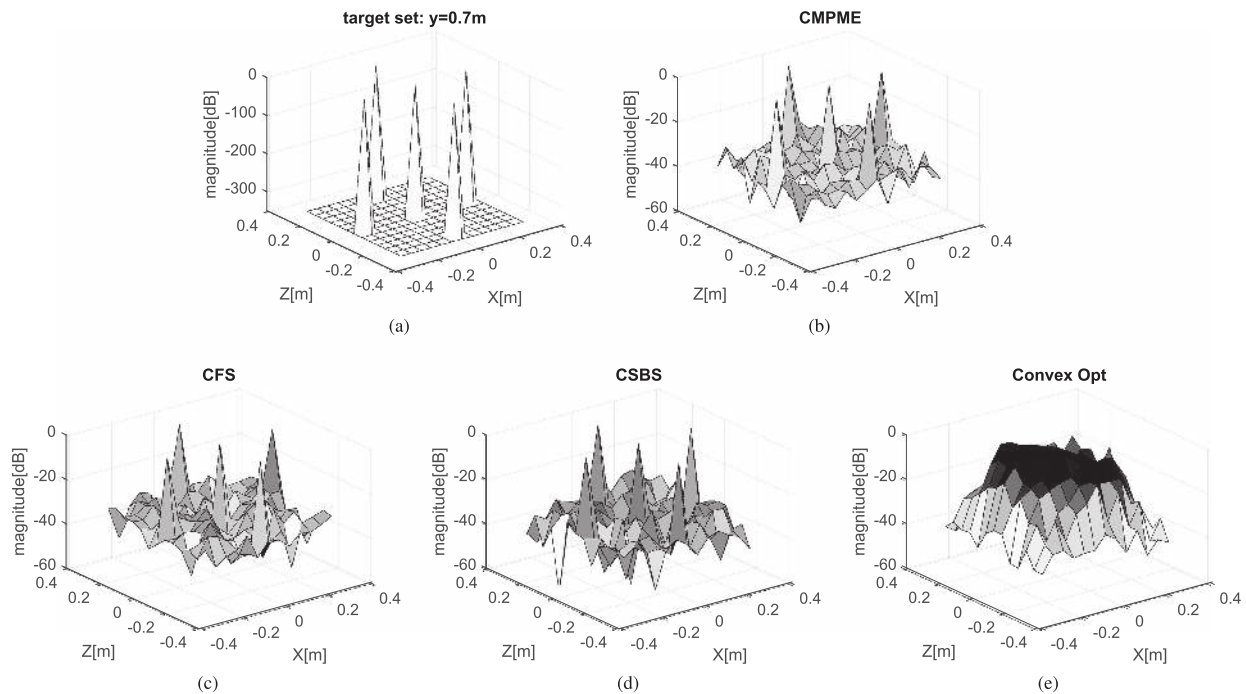 target set: y=0.7m
0
-100
-200
-300
magnitude[dB]
0.4
0.2
0
-0.2
-0.4
Z[m]
-0.4
-0.2
0
0.2
0.4
X[m]
(a)
CMPME
0
-20
-40
-60
magnitude[dB]
0.4
0.2
0
-0.2
-0.4
Z[m]
-0.4
-0.2
0
0.2
0.4
X[m]
(b)
CFS
0
-20
-40
-60
magnitude[dB]
0.4
0.2
0
-0.2
-0.4
Z[m]
-0.4
-0.2
0
0.2
0.4
X[m]
(c)
CSBS
0
-20
-40
-60
magnitude[dB]
0.4
0.2
0
-0.2
-0.4
Z[m]
-0.4
-0.2
0
0.2
0.4
X[m]
(d)
Convex Opt
0
-20
-40
-60
magnitude[dB]
0.4
0.2
0
-0.2
-0.4
Z[m]
-0.4
-0.2
0
0.2
0.4
X[m]
(e)